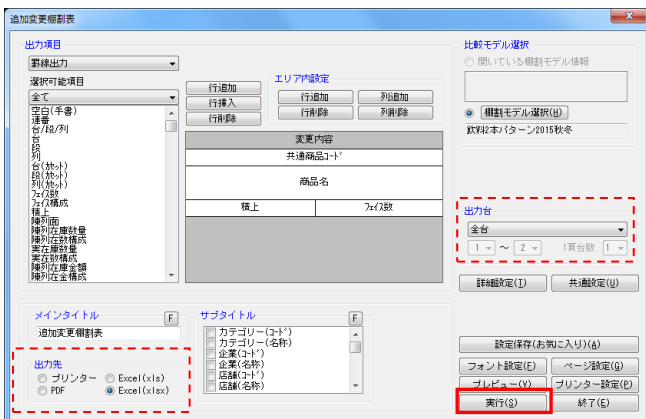 追加変更棚割表
出力項目
罫線出力
選択可能項目
全て
空白(手書)
連番
台/段/列
台
段
列
台(ｶｾｯﾄ)
段(ｶｾｯﾄ)
列(ｶｾｯﾄ)
ﾌｪｲｽ数
ﾌｪｲｽ構成
積上
陳列面
陳列在庫数量
陳列在数構成
実在庫数量
実在数構成
陳列在庫金額
陳列在金構成
行追加
行挿入
行削除
エリア内設定
行追加
列追加
行削除
列削除
変更内容
共通商品ｺｰﾄﾞ
商品名
積上
ﾌｪｲｽ数
比較モデル選択
開いている棚割モデル情報
棚割モデル選択(H)
飲料2本パターン2015秋冬
出力台
全台
1 ～ 2 1頁台数 1
詳細設定(I)
共通設定(U)
メインタイトル F
追加変更棚割表
出力先
プリンター Excel(xls)
PDF Excel(xlsx)
サブタイトル F
カテゴリー(ｺｰﾄﾞ)
カテゴリー(名称)
企業(ｺｰﾄﾞ)
企業(名称)
店舗(ｺｰﾄﾞ)
店舗(名称)
設定保存(お気に入り)(A)
フォント設定(F)
ページ設定(G)
プレビュー(V)
プリンター設定(P)
実行(S)
終了(E)